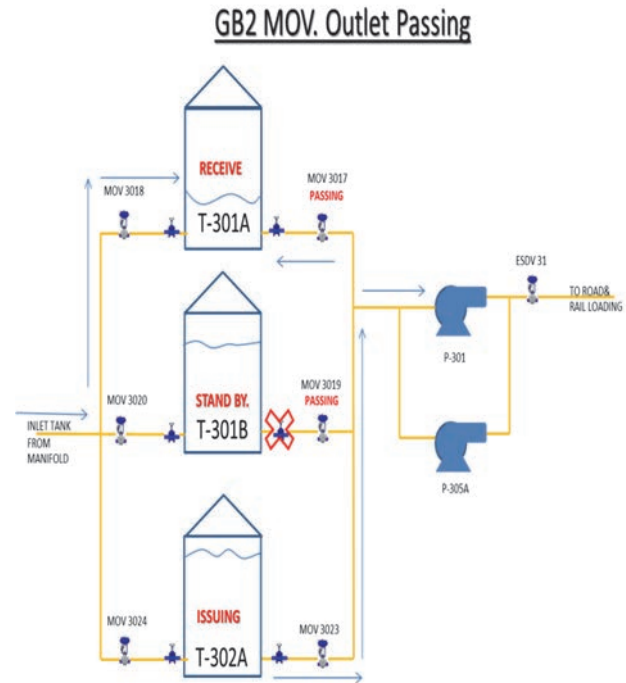 GB2 MOV. Outlet Passing
RECEIVE
T-301A
MOV 3018
MOV 3017
PASSING
ESDV 31
TO ROAD&
RAIL LOADING
P-301
STAND BY.
T-301B
MOV 3020
MOV 3019
PASSING
INLET TANK
FROM
MANIFOLD
P-305A
ISSUING
T-302A
MOV 3024
MOV 3023